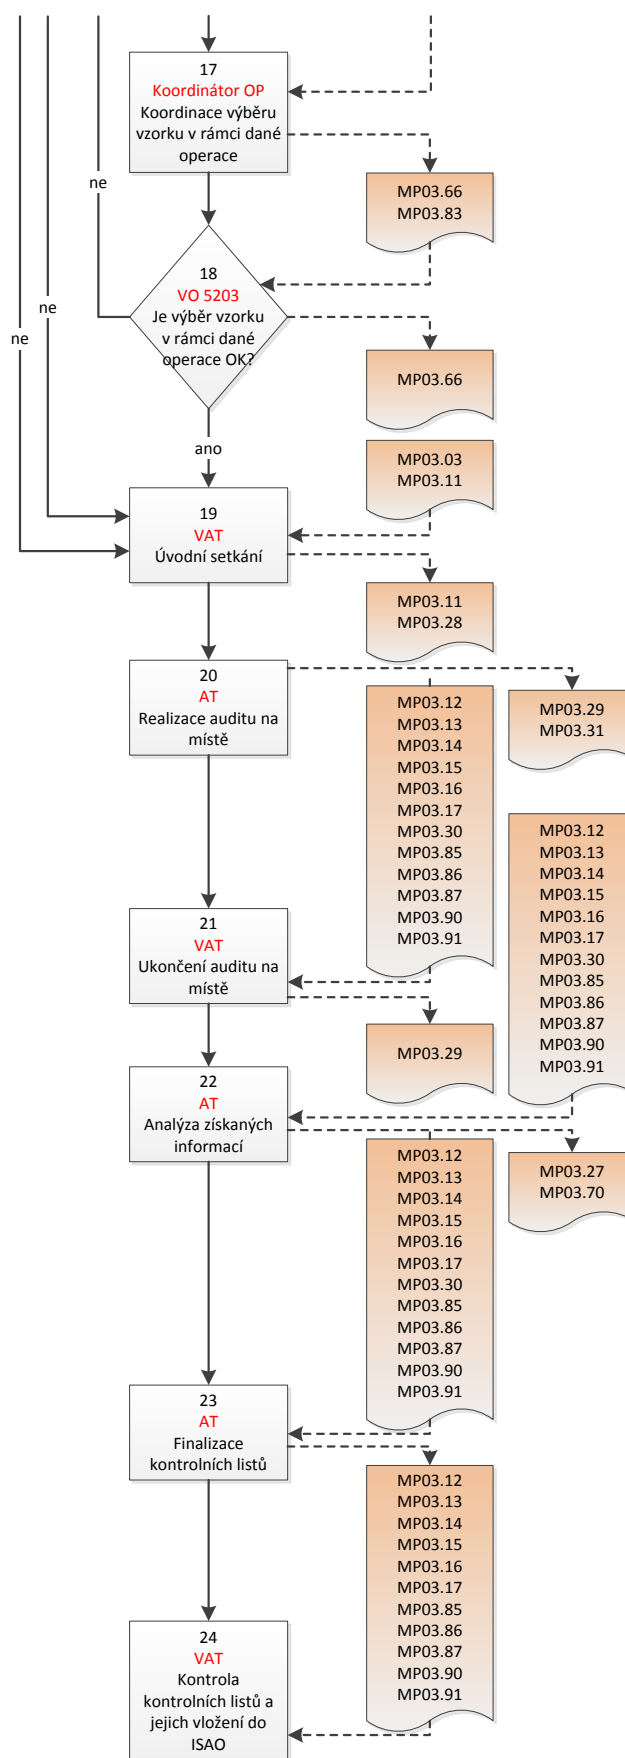 17
Koordinátor OP
Koordinace výběru
vzorku v rámci dané
operace
MP03.66
MP03.83
ne
ne
ne
18
VO 5203
Je výběr vzorku
v rámci dané
operace OK?
MP03.66
ano
MP03.03
MP03.11
19
VAT
Úvodní setkání
MP03.11
MP03.28
20
AT
Realizace auditu na
místě
MP03.29
MP03.31
MP03.12
MP03.13
MP03.14
MP03.15
MP03.16
MP03.17
MP03.30
MP03.85
MP03.86
MP03.87
MP03.90
MP03.91
MP03.12
MP03.13
MP03.14
MP03.15
MP03.16
MP03.17
MP03.30
MP03.85
MP03.86
MP03.87
MP03.90
MP03.91
21
VAT
Ukončení auditu na
místě
MP03.29
22
AT
Analýza získaných
informací
MP03.27
MP03.70
MP03.12
MP03.13
MP03.14
MP03.15
MP03.16
MP03.17
MP03.30
MP03.85
MP03.86
MP03.87
MP03.90
MP03.91
23
AT
Finalizace
kontrolních listů
MP03.12
MP03.13
MP03.14
MP03.15
MP03.16
MP03.17
MP03.85
MP03.86
MP03.87
MP03.90
MP03.91
24
VAT
Kontrola
kontrolních listů a
jejich vložení do
ISAO